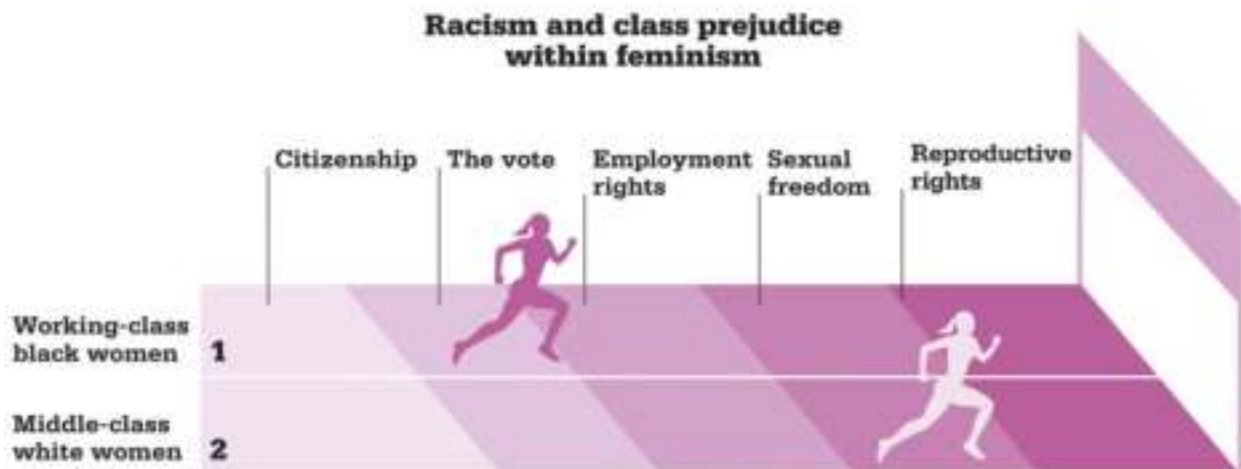 Racism and class prejudice
within feminism
Citizenship
The vote
Employment
rights
Sexual
freedom
Reproductive
rights
Working-class
black women
1
Middle-class
white women
2